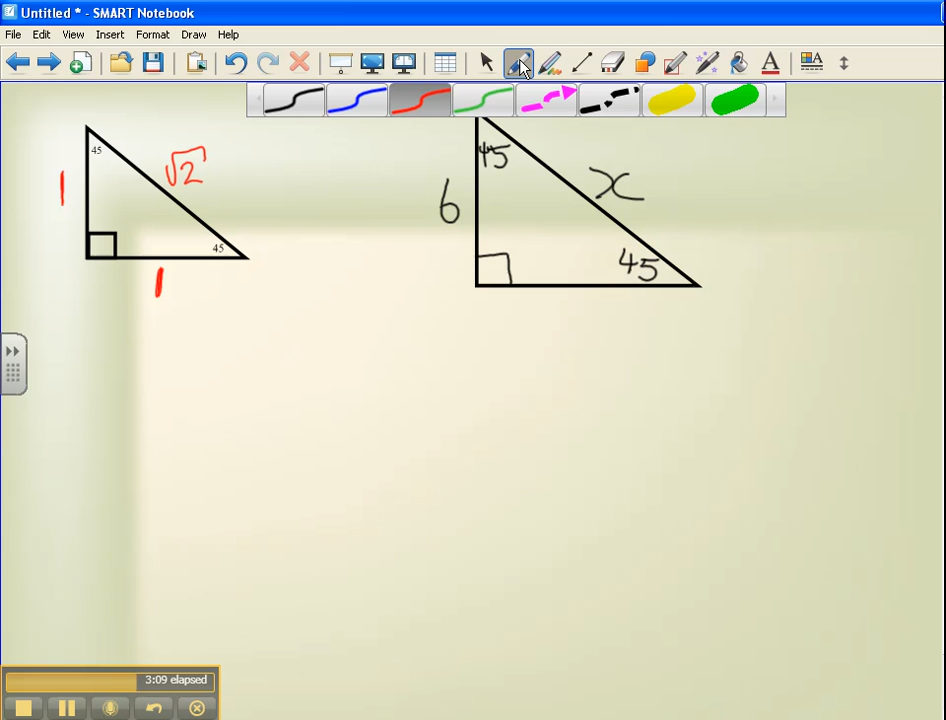 Untitled * - SMART Notebook
File Edit View Insert Format Draw Help
45
√2
1
45
1
45
x
6
45
3:09 elapsed